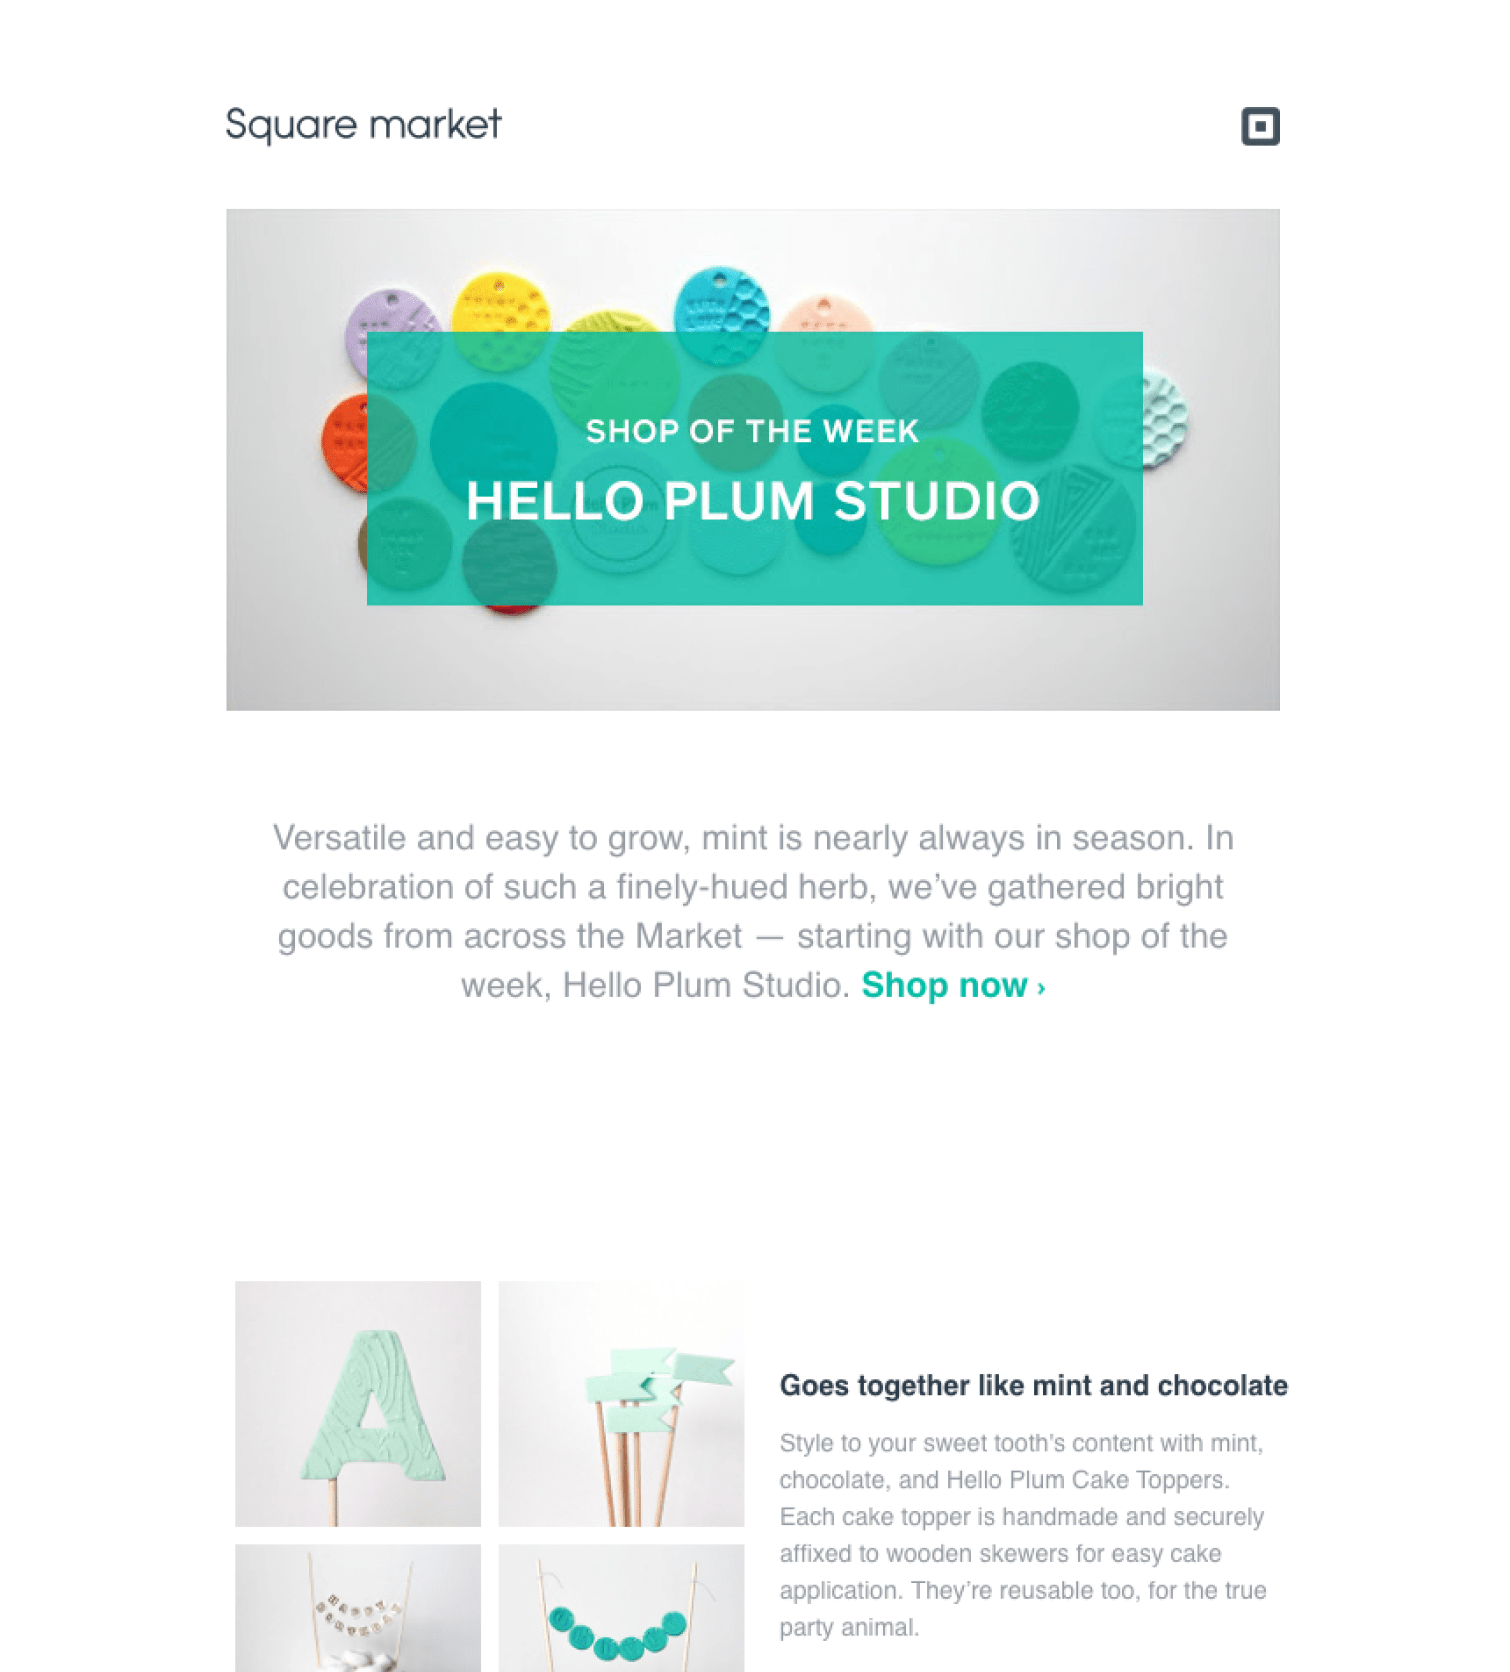 Square market
SHOP OF THE WEEK
HELLO PLUM STUDIO
Versatile and easy to grow, mint is nearly always in season. In
celebration of such a finely-hued herb, we’ve gathered bright
goods from across the Market — starting with our shop of the
week, Hello Plum Studio. Shop now ›
A
Goes together like mint and chocolate
Style to your sweet tooth's content with mint,
chocolate, and Hello Plum Cake Toppers.
Each cake topper is handmade and securely
affixed to wooden skewers for easy cake
application. They’re reusable too, for the true
party animal.